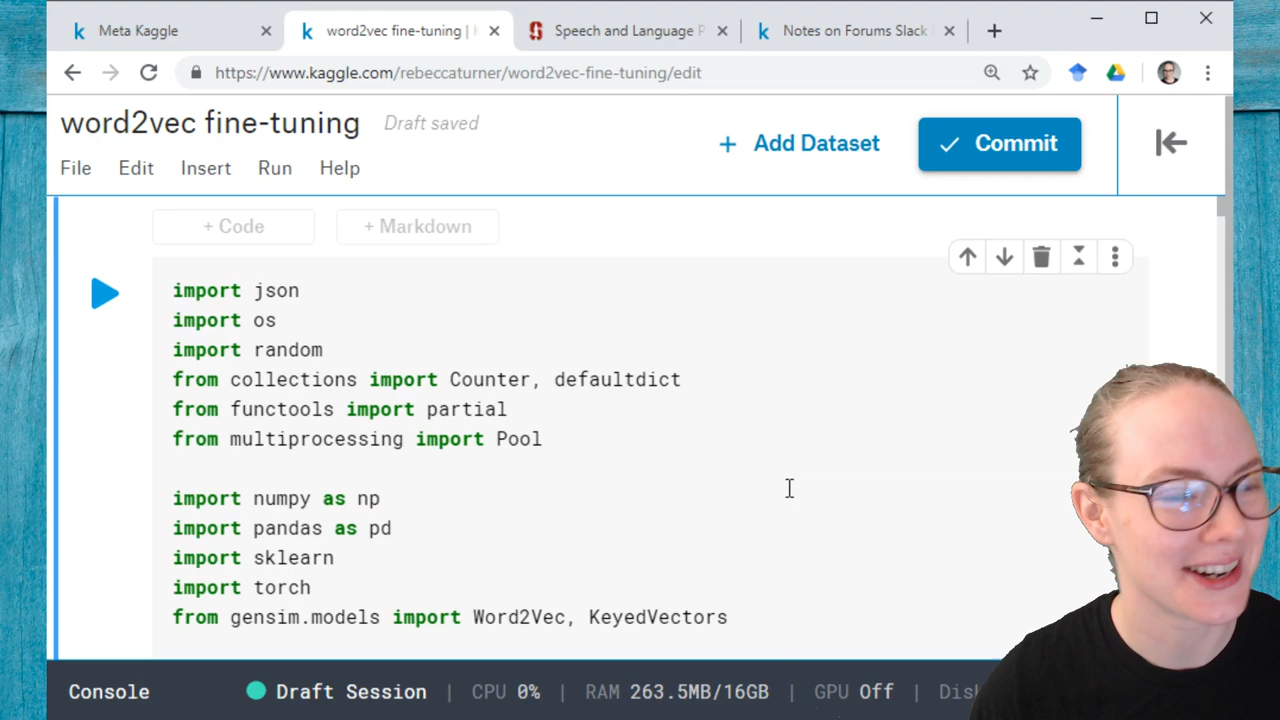 Meta Kaggle
word2vec fine-tuning |
Speech and Language P
Notes on Forums Slack
https://www.kaggle.com/rebeccaturner/word2vec-fine-tuning/edit
word2vec fine-tuning
Draft saved
+ Add Dataset
Commit
File Edit Insert Run Help
+ Code + Markdown
import json
import os
import random
from collections import Counter, defaultdict
from functools import partial
from multiprocessing import Pool
import numpy as np
import pandas as pd
import sklearn
import torch
from gensim.models import Word2Vec, KeyedVectors
Console Draft Session | CPU 0% | RAM 263.5MB/16GB | GPU Off |